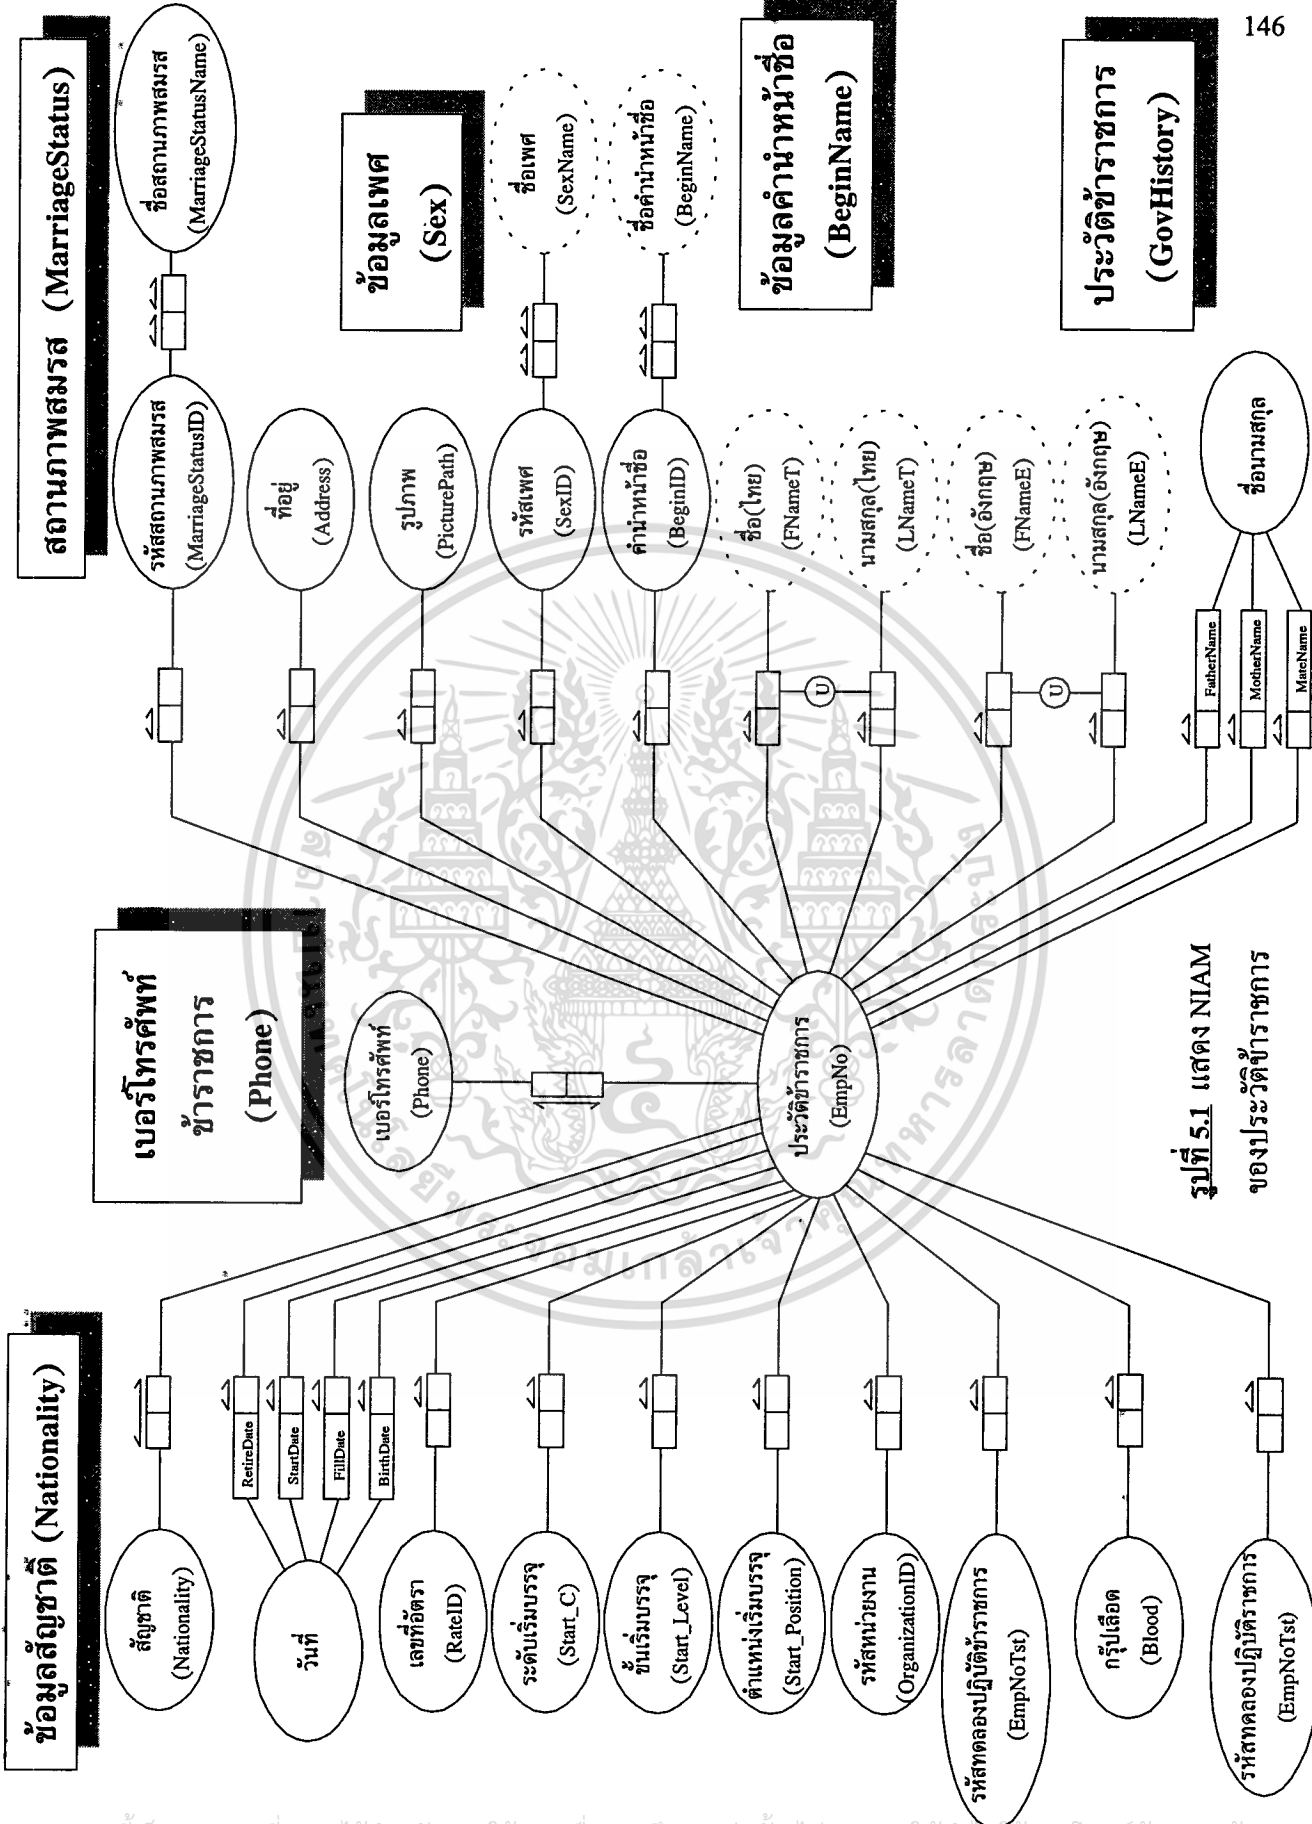 146
สถานภาพสมรส (MarriageStatus)
ชื่อสถานภาพสมรส
(MarriageStatusName)
รหัสสถานภาพสมรส
(MarriageStatusID)
ที่อยู่
(Address)
รูปภาพ
(PicturePath)
ข้อมูลเพศ
(Sex)
ชื่อเพศ
(SexName)
รหัสเพศ
(SexID)
ชื่อคำนำหน้าชื่อ
(BeginName)
คำนำหน้าชื่อ
(BeginID)
ข้อมูลคำนำหน้าชื่อ
(BeginName)
ชื่อ(ไทย)
(FNameT)
นามสกุล(ไทย)
(LNameT)
U
ชื่อ(อังกฤษ)
(FNameE)
นามสกุล(อังกฤษ)
(LNameE)
U
ประวัติข้าราชการ
(GovHistory)
ชื่อนามสกุล
FatherName
MotherName
MateName
เบอร์โทรศัพท์
ข้าราชการ
(Phone)
เบอร์โทรศัพท์
(Phone)
ประวัติข้าราชการ
(EmpNo)
ข้อมูลสัญชาติ (Nationality)
สัญชาติ
(Nationality)
วันที่
RetireDate
StartDate
FillDate
BirthDate
เลขที่อัตรา
(RateID)
ระดับเริ่มบรรจุ
(Start_C)
ขั้นเริ่มบรรจุ
(Start_Level)
ตำแหน่งเริ่มบรรจุ
(Start_Position)
รหัสหน่วยงาน
(OrganizationID)
รหัสทดลองปฏิบัติข้าราชการ
(EmpNoTst)
กรุ๊ปเลือด
(Blood)
รหัสทดลองปฏิบัติราชการ
(EmpNoTst)
รูปที่ 5.1 แสดง NIAM
ของประวัติข้าราชการ